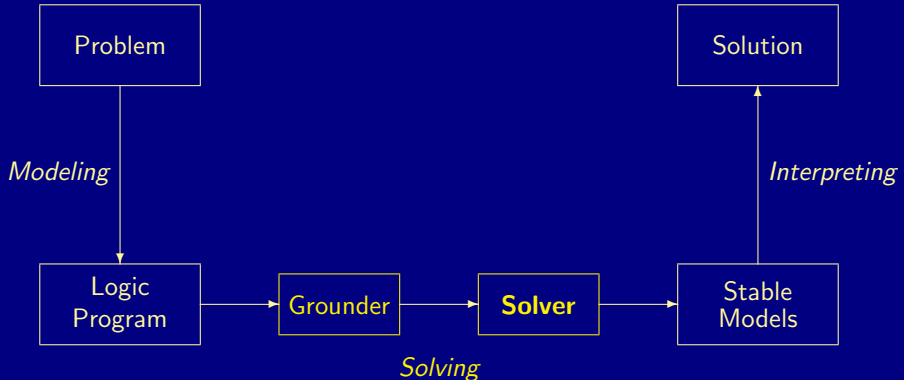 Problem
Solution
Modeling
Interpreting
Logic
Program
Grounder
Solver
Stable
Models
Solving